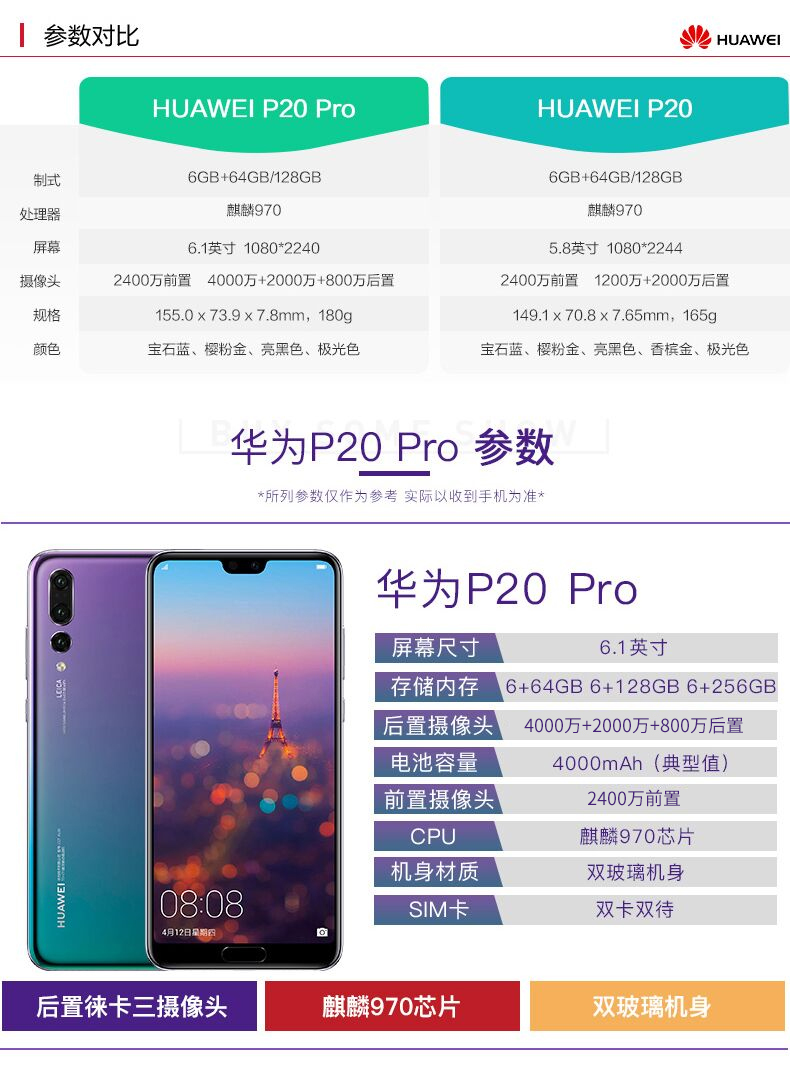 参数对比
HUAWEI
HUAWEI P20 Pro
HUAWEI P20
制式 6GB+64GB/128GB 6GB+64GB/128GB
处理器 麒麟970 麒麟970
屏幕 6.1英寸 1080*2240 5.8英寸 1080*2244
摄像头 2400万前置 4000万+2000万+800万后置 2400万前置 1200万+2000万后置
规格 155.0 x 73.9 x 7.8mm，180g 149.1 x 70.8 x 7.65mm，165g
颜色 宝石蓝、樱粉金、亮黑色、极光色 宝石蓝、樱粉金、亮黑色、香槟金、极光色
BUY SOME SHOW
华为P20 Pro 参数
*所列参数仅作为参考 实际以收到手机为准*
华为P20 Pro
屏幕尺寸 6.1英寸
存储内存 6+64GB 6+128GB 6+256GB
后置摄像头 4000万+2000万+800万后置
电池容量 4000mAh（典型值）
前置摄像头 2400万前置
CPU 麒麟970芯片
机身材质 双玻璃机身
SIM卡 双卡双待
LEICA
HUAWEI
08:08
4月12日星期四
后置徕卡三摄像头
麒麟970芯片
双玻璃机身